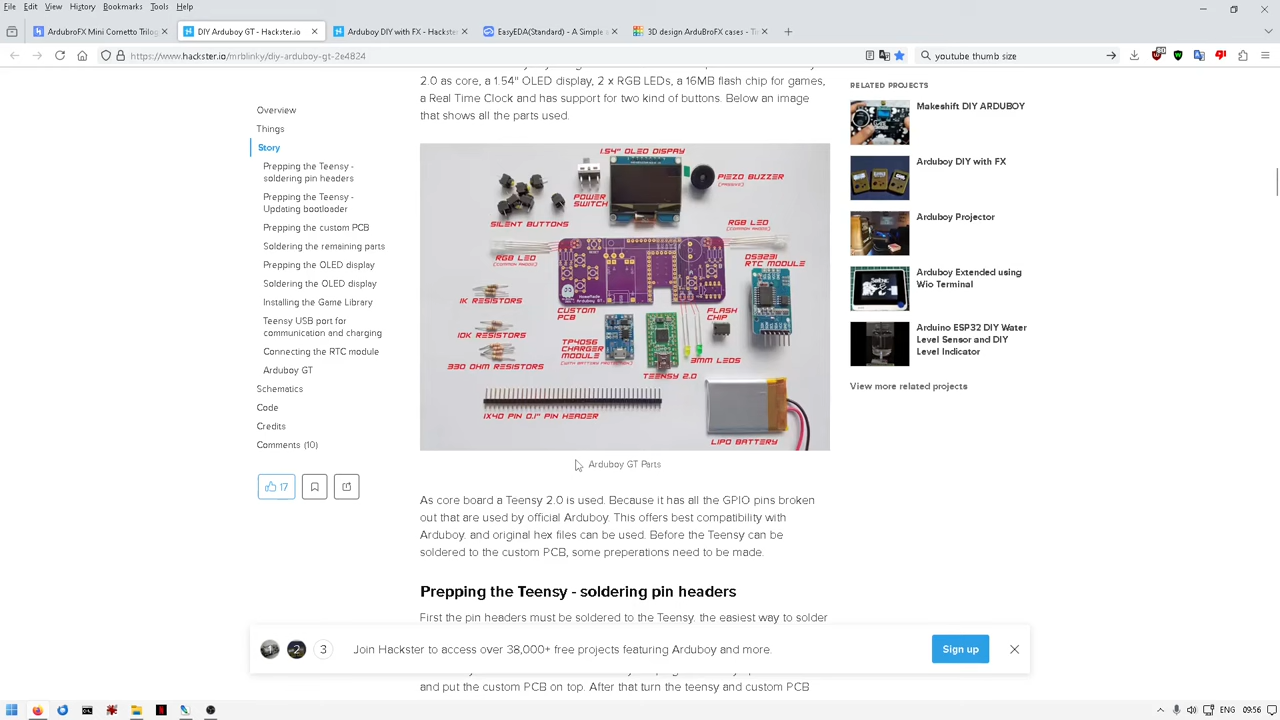 File Edit View History Bookmarks Tools Help
ArdubroFX Mini Cornetto Trilog
DIY Arduboy GT - Hackster.io
Arduboy DIY with FX - Hackster
EasyEDA(Standard) - A Simple
3D design ArduBroFX cases - Ti
https://www.hackster.io/mrblinky/diy-arduboy-gt-2e4824
youtube thumb size
2.0 as core, a 1.54" OLED display, 2 x RGB LEDs, a 16MB flash chip for games,
a Real Time Clock and has support for two kind of buttons. Below an image
that shows all the parts used.
Overview
Things
Story
Prepping the Teensy -
soldering pin headers
Prepping the Teensy -
Updating bootloader
Prepping the custom PCB
Soldering the remaining parts
Prepping the OLED display
Soldering the OLED display
Installing the Game Library
Teensy USB port for
communication and charging
Connecting the RTC module
Arduboy GT
Schematics
Code
Credits
Comments (10)
17
1.54" OLED DISPAY
PIEZO BUZZER
(PASSIVE)
POWER
SWITCH
SILENT BUTTONS
RGB LED
(COMMON ANODE)
RGB LED
(COMMON ANODE)
DS3231
RTC MODULE
1K RESISTORS
CUSTOM
PCB
FLASH
CHIP
10K RESISTORS
TP4056
CHARGER
MODULE
(WITH BATTERY PROTECTION)
3MM LEDS
330 OHM RESISTORS
TEENSY 2.0
1X40 PIN 0.1" PIN HEADER
LIPO BATTERY
Arduboy GT Parts
As core board a Teensy 2.0 is used. Because it has all the GPIO pins broken
out that are used by official Arduboy. This offers best compatibility with
Arduboy. and original hex files can be used. Before the Teensy can be
soldered to the custom PCB, some preperations need to be made.
Prepping the Teensy - soldering pin headers
First the pin headers must be soldered to the Teensy. the easiest way to solder
2 3 Join Hackster to access over 38,000+ free projects featuring Arduboy and more. Sign up
and put the custom PCB on top. After that turn the teensy and custom PCB
RELATED PROJECTS
Makeshift DIY ARDUBOY
Arduboy DIY with FX
Arduboy Projector
Arduboy Extended using
Wio Terminal
Arduino ESP32 DIY Water
Level Sensor and DIY
Level Indicator
View more related projects
ENG 09:56